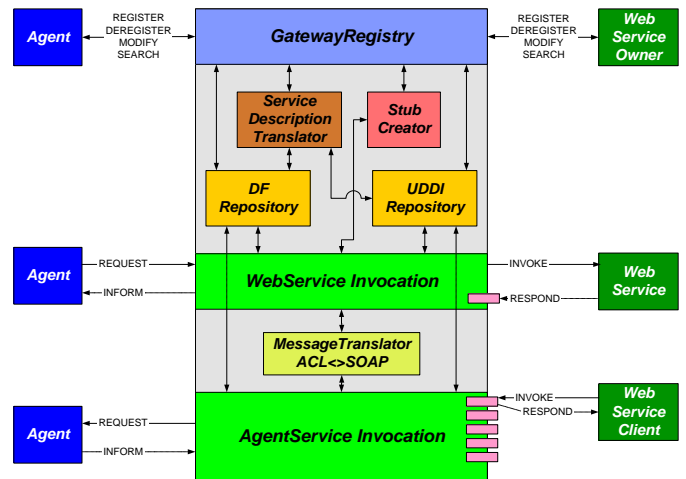 Agent
REGISTER
DEREGISTER
MODIFY
SEARCH
GatewayRegistry
REGISTER
DEREGISTER
MODIFY
SEARCH
Web
Service
Owner
Service
Description
Translator
Stub
Creator
DF
Repository
UDDI
Repository
Agent
REQUEST
INFORM
WebService Invocation
INVOKE
RESPOND
Web
Service
MessageTranslator
ACL<>SOAP
Agent
REQUEST
INFORM
AgentService Invocation
INVOKE
RESPOND
Web
Service
Client